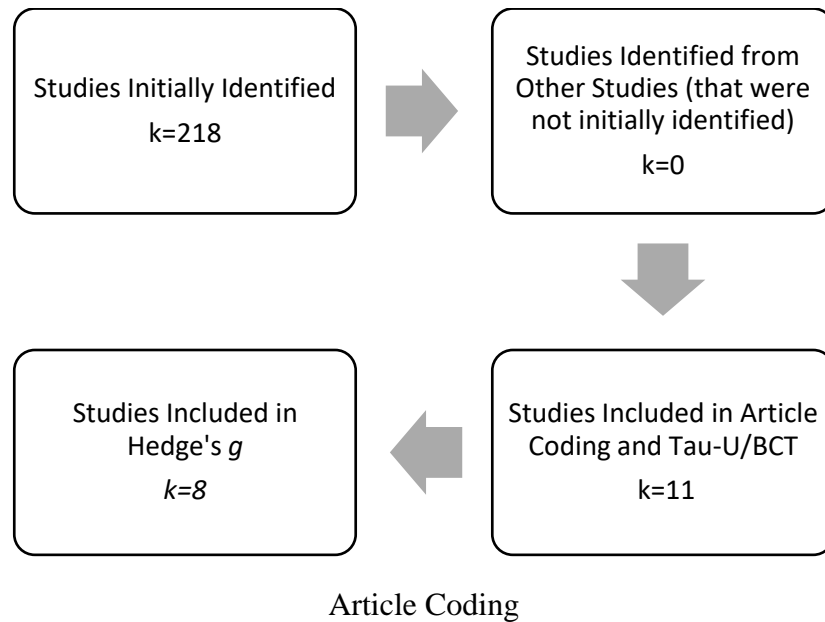 Studies Initially Identified
k=218
Studies Identified from
Other Studies (that were
not initially identified)
k=0
Studies Included in Article
Coding and Tau-U/BCT
k=11
Studies Included in
Hedge's g
k=8
Article Coding